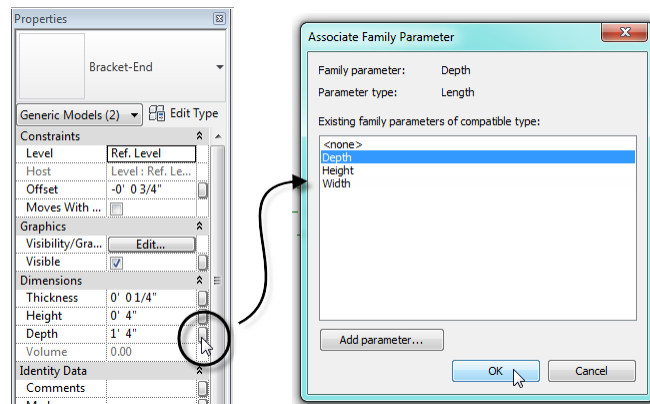 Properties
Bracket-End
Generic Models (2) Edit Type
Constraints
Level Ref. Level
Host Level : Ref. Le...
Offset -0' 0 3/4"
Moves With ...
Graphics
Visibility/Gra... Edit...
Visible
Dimensions
Thickness 0' 0 1/4"
Height 0' 4"
Depth 1' 4"
Volume 0.00
Identity Data
Comments
Associate Family Parameter
Family parameter: Depth
Parameter type: Length
Existing family parameters of compatible type:
<none>
Depth
Height
Width
Add parameter...
OK Cancel